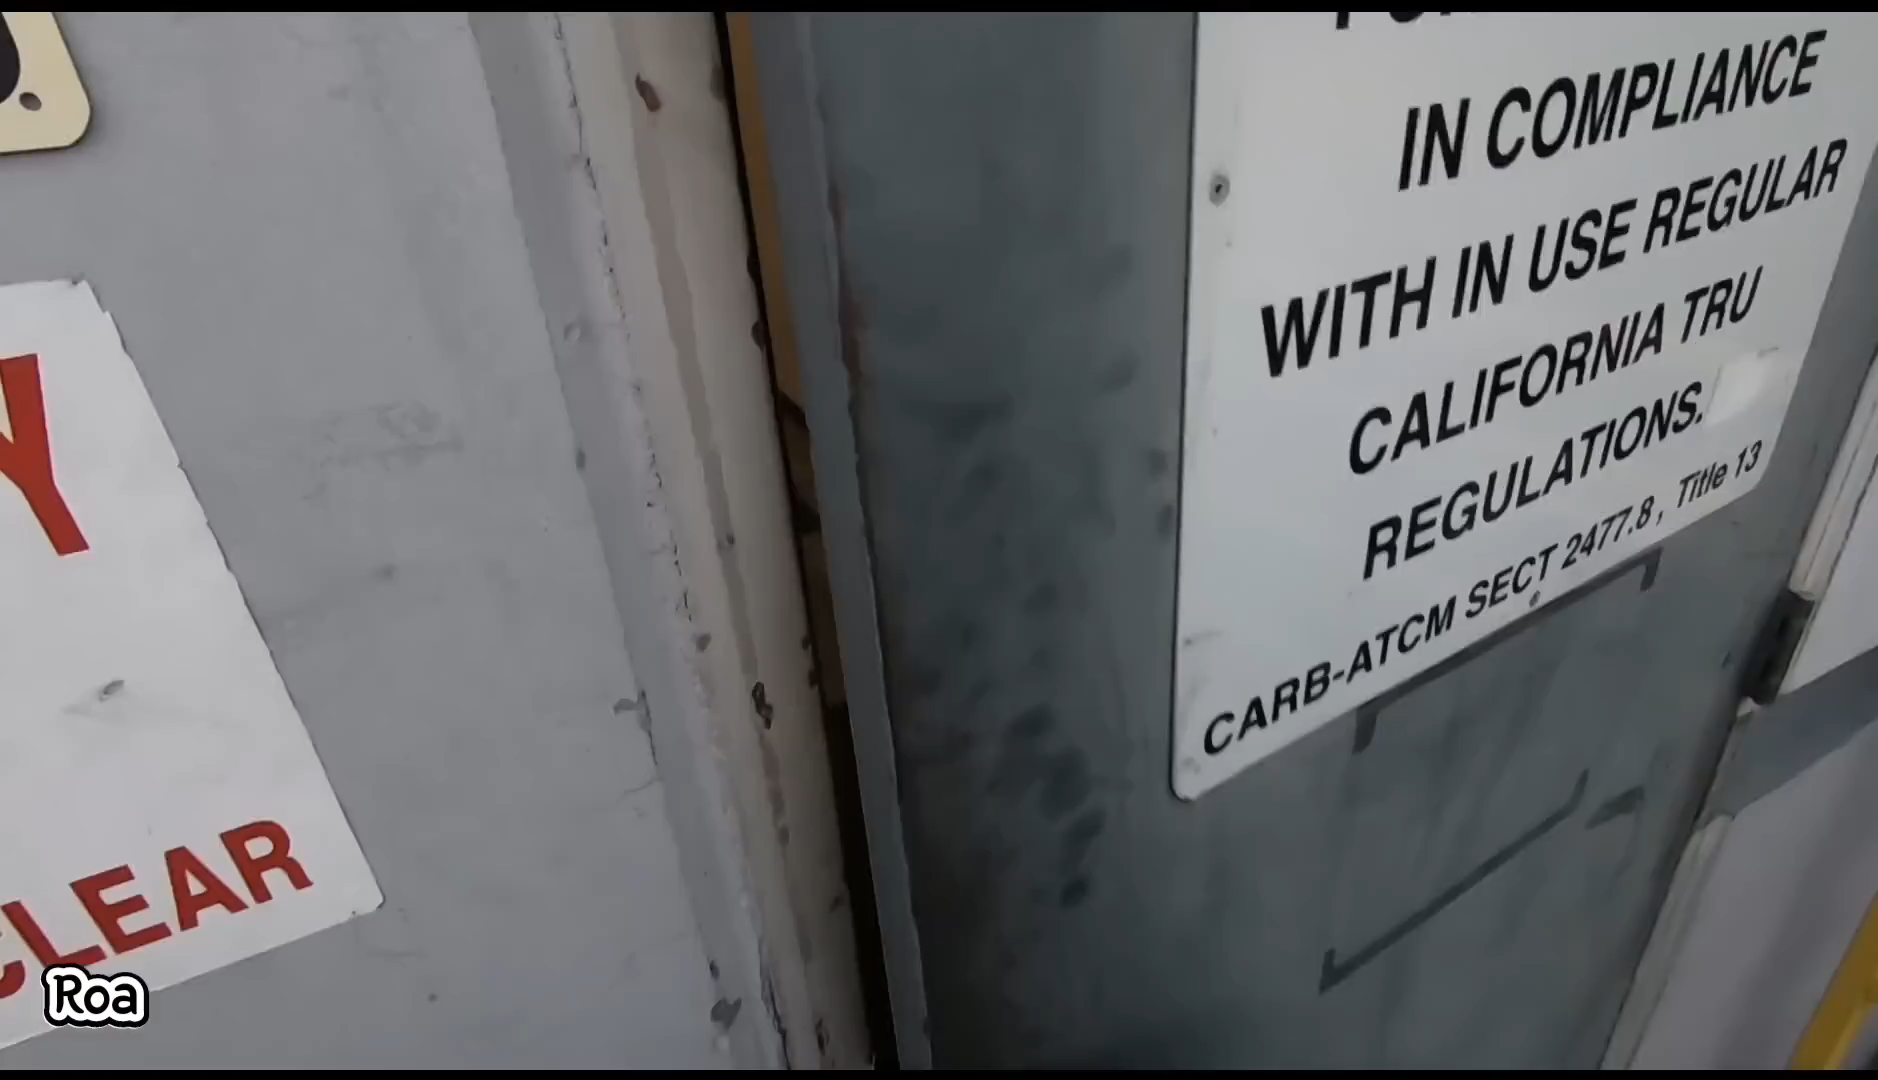 IN COMPLIANCE
WITH IN USE REGULAR
CALIFORNIA TRU
REGULATIONS.
CARB-ATCM SECT 2477.8, Title 13
Y
CLEAR
Roa